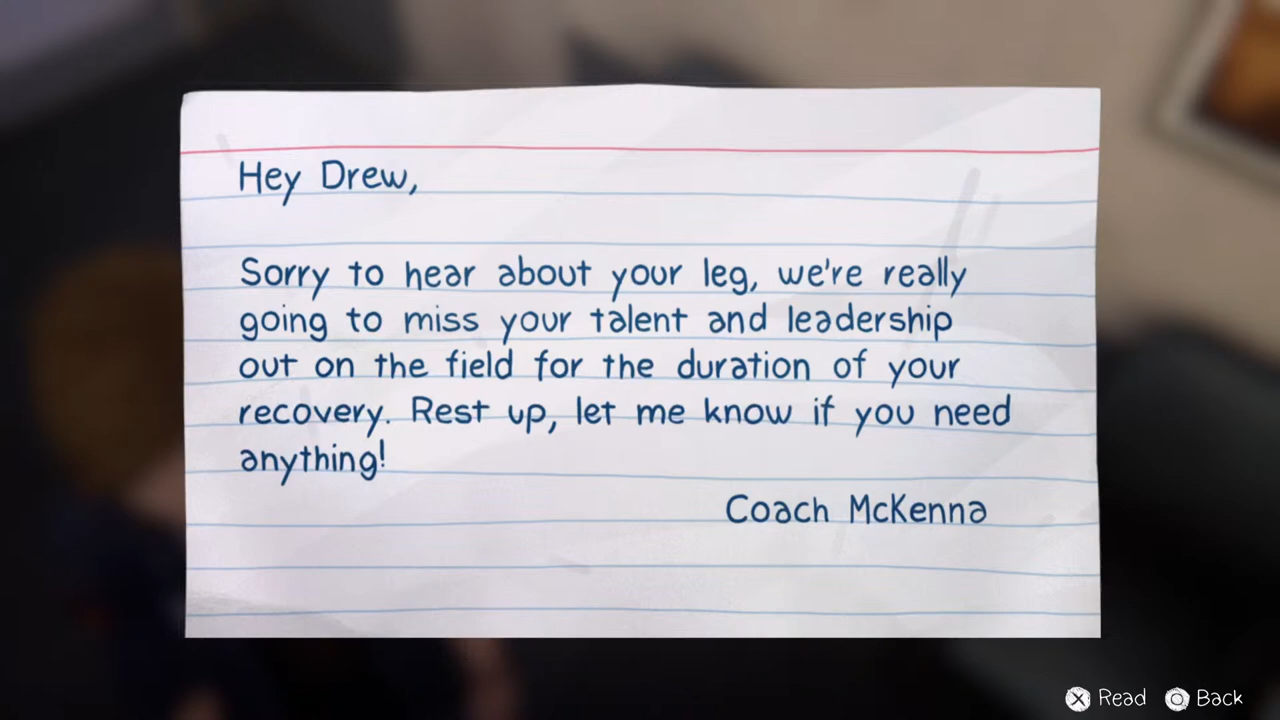 Hey Drew,
Sorry to hear about your leg, we're really
going to miss your talent and leadership
out on the field for the duration of your
recovery. Rest up, let me know if you need
anything!
Coach McKenna
Read Back